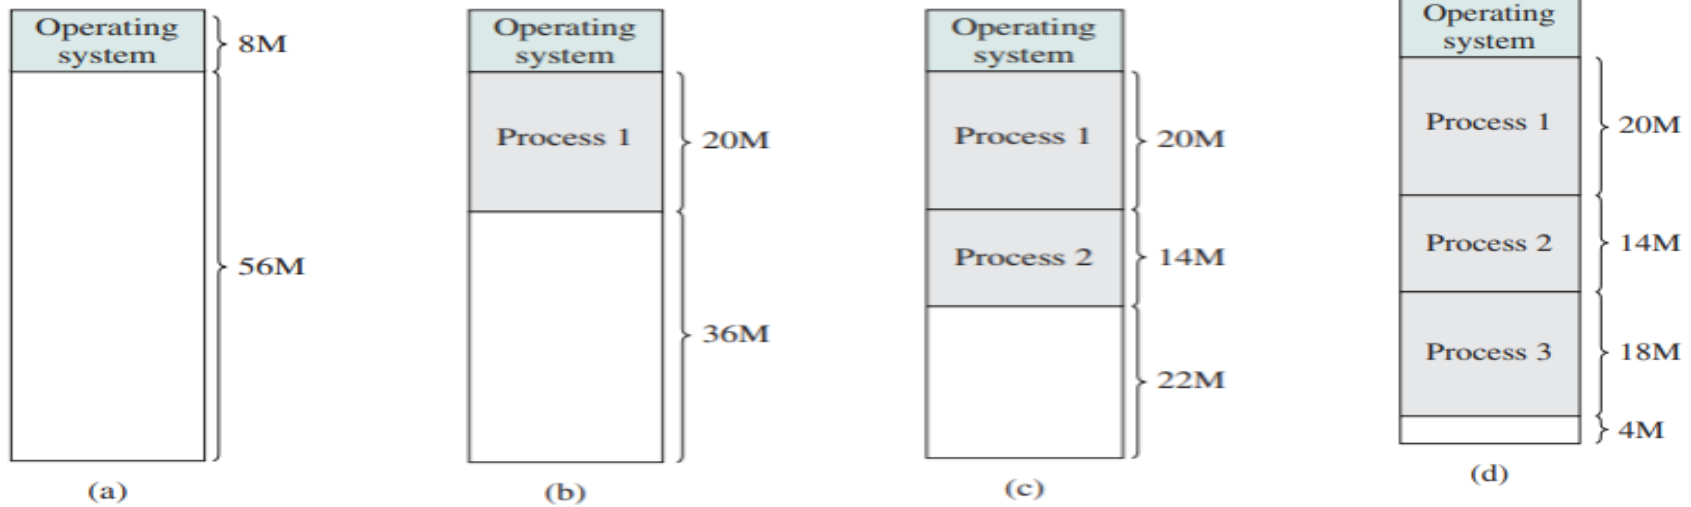 Operating
system
8M
56M
(a)
Operating
system
Process 1
20M
36M
(b)
Operating
system
Process 1
20M
Process 2
14M
22M
(c)
Operating
system
Process 1
20M
Process 2
14M
Process 3
18M
4M
(d)